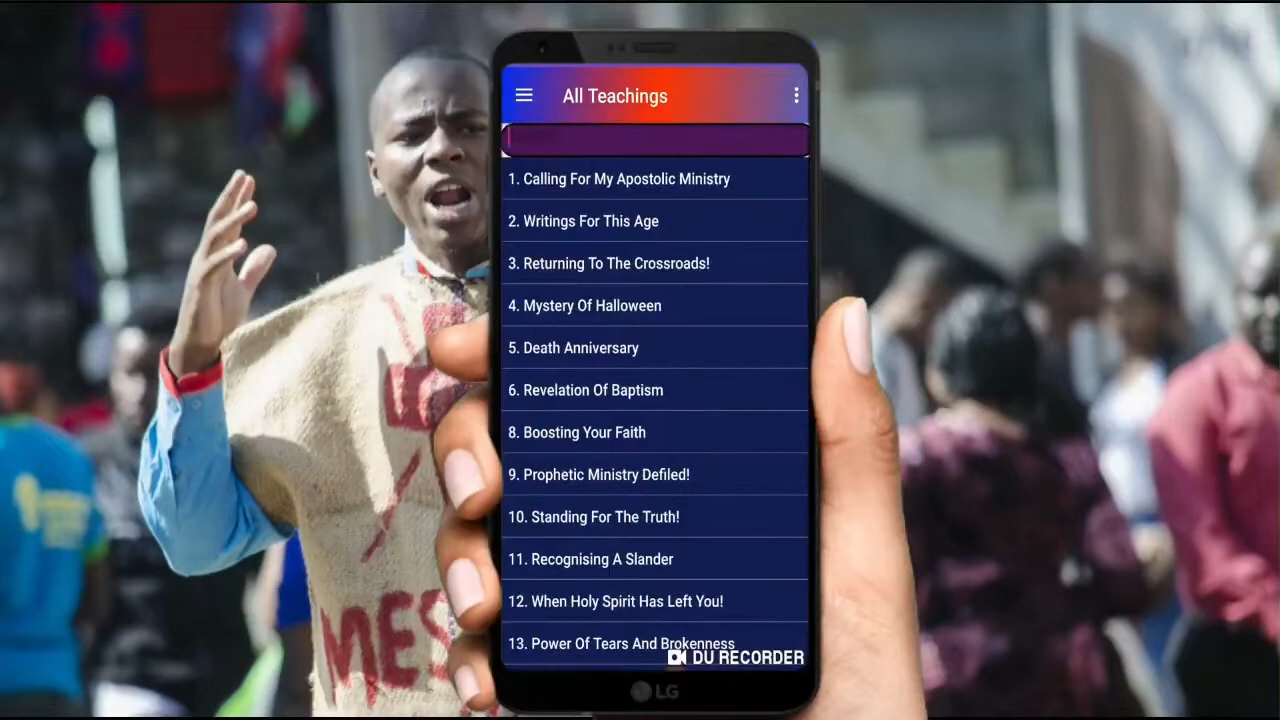 All Teachings
1. Calling For My Apostolic Ministry
2. Writings For This Age
3. Returning To The Crossroads!
4. Mystery Of Halloween
5. Death Anniversary
6. Revelation Of Baptism
8. Boosting Your Faith
9. Prophetic Ministry Defiled!
10. Standing For The Truth!
11. Recognising A Slander
12. When Holy Spirit Has Left You!
13. Power Of Tears And Brokenness
DU RECORDER
LG
MES